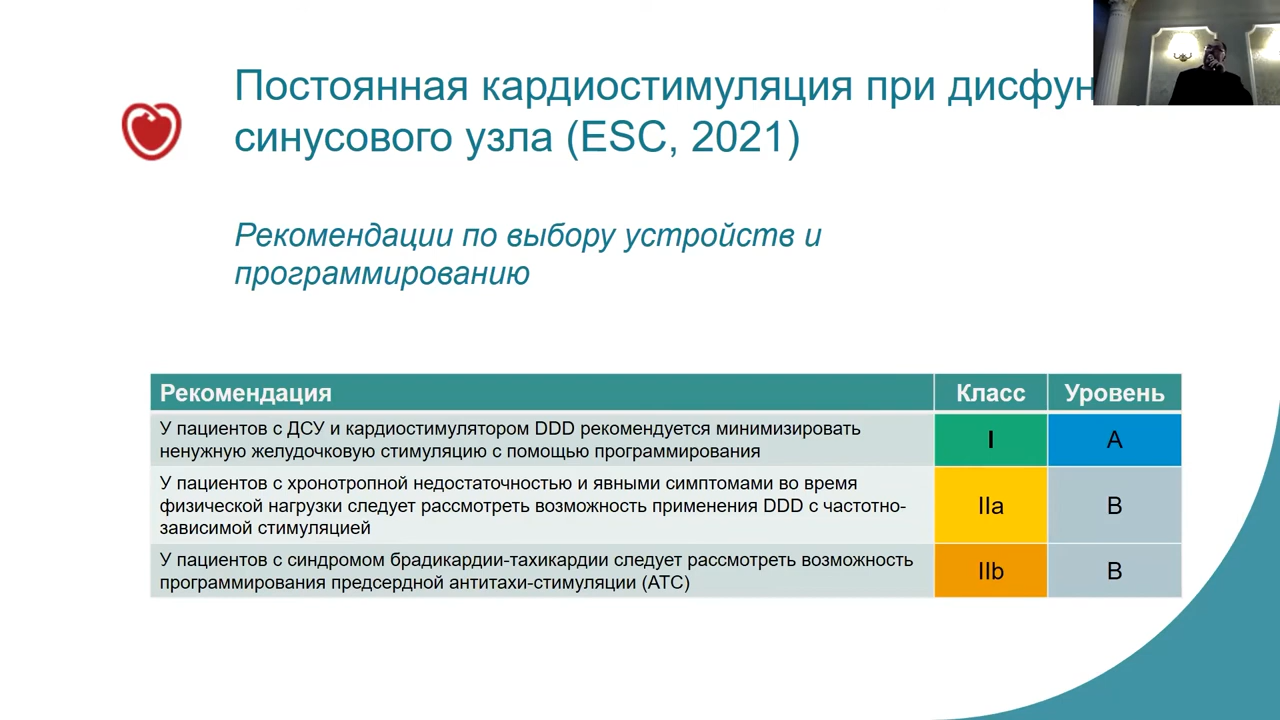 Постоянная кардиостимуляция при дисфун
синусового узла (ESC, 2021)
Рекомендации по выбору устройств и
программированию
Рекомендация Класс Уровень
У пациентов с ДСУ и кардиостимулятором DDD рекомендуется минимизировать
ненужную желудочковую стимуляцию с помощью программирования
I A
У пациентов с хронотропной недостаточностью и явными симптомами во время
физической нагрузки следует рассмотреть возможность применения DDD с частотно-
зависимой стимуляцией
IIa B
У пациентов с синдромом брадикардии-тахикардии следует рассмотреть возможность
программирования предсердной антитахи-стимуляции (АТС)
IIb B